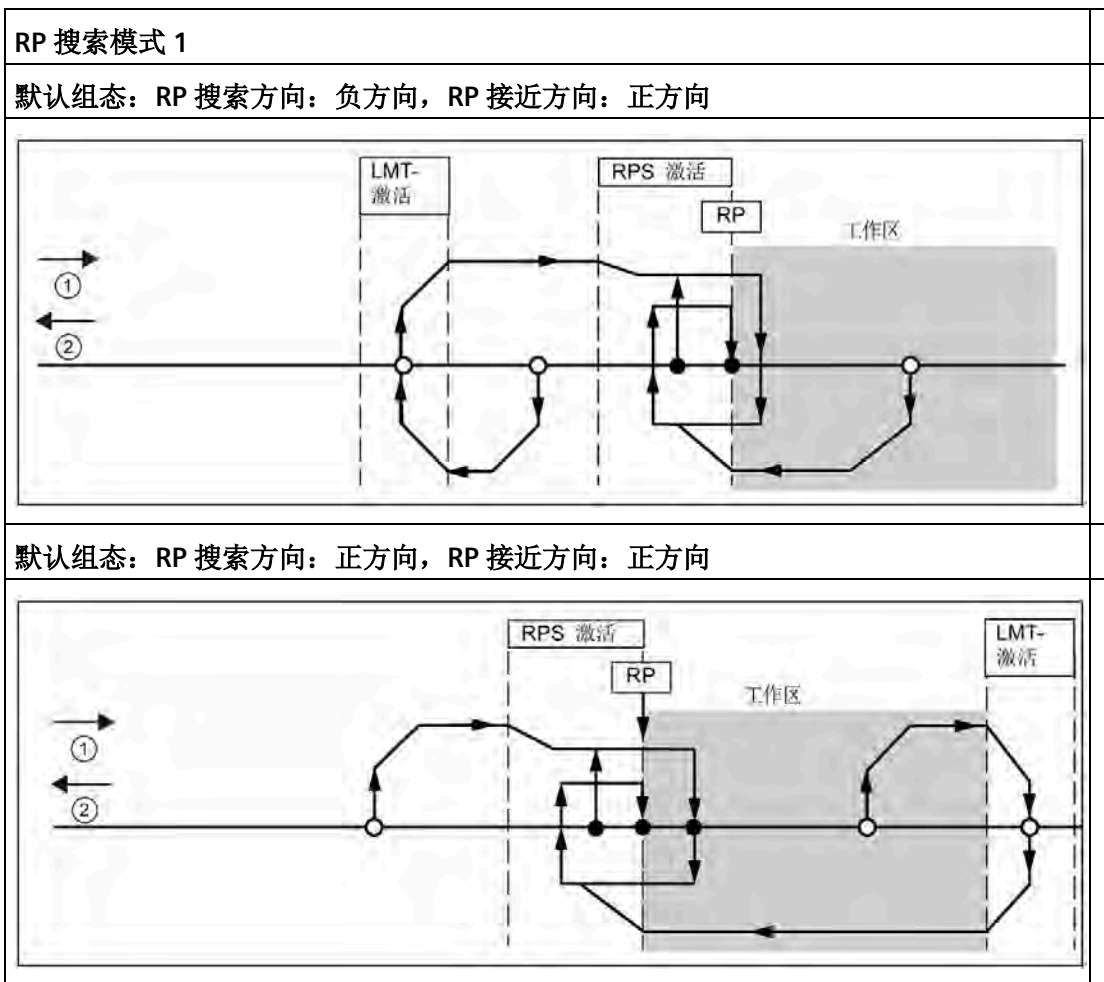 RP 搜索模式 1
默认组态：RP 搜索方向：负方向，RP 接近方向：正方向
LMT-
激活
RPS 激活
RP
工作区
①
②
默认组态：RP 搜索方向：正方向，RP 接近方向：正方向
RPS 激活
LMT-
激活
RP
工作区
①
②